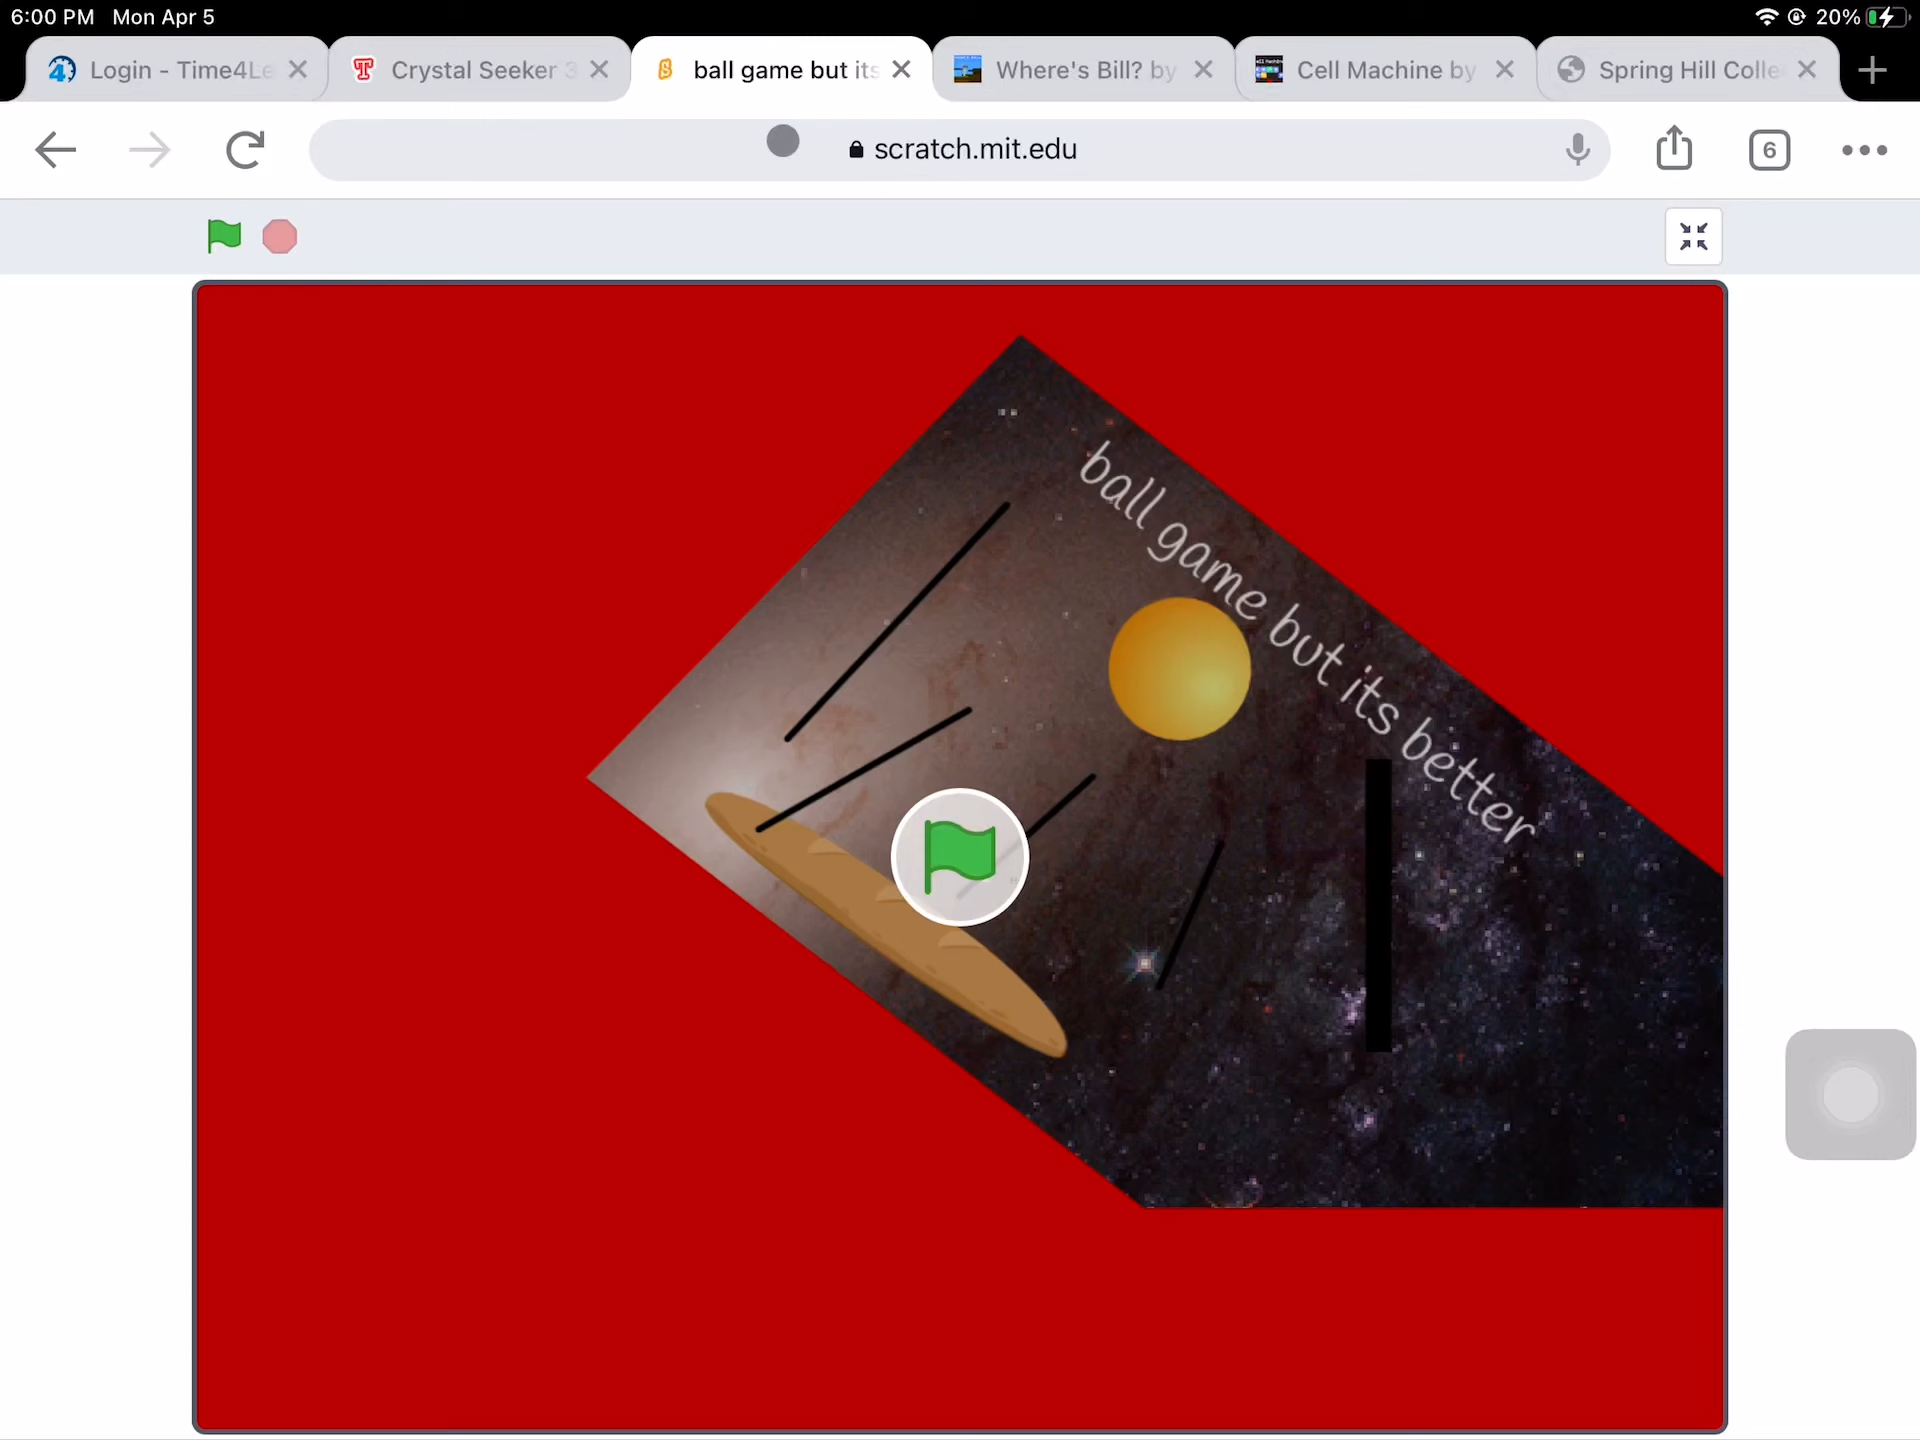 6:00 PM Mon Apr 5
20%
Login - Time4Le
Crystal Seeker 3
ball game but its
Where's Bill? by
Cell Machine by
Spring Hill Colle
scratch.mit.edu
6
ball game but its better